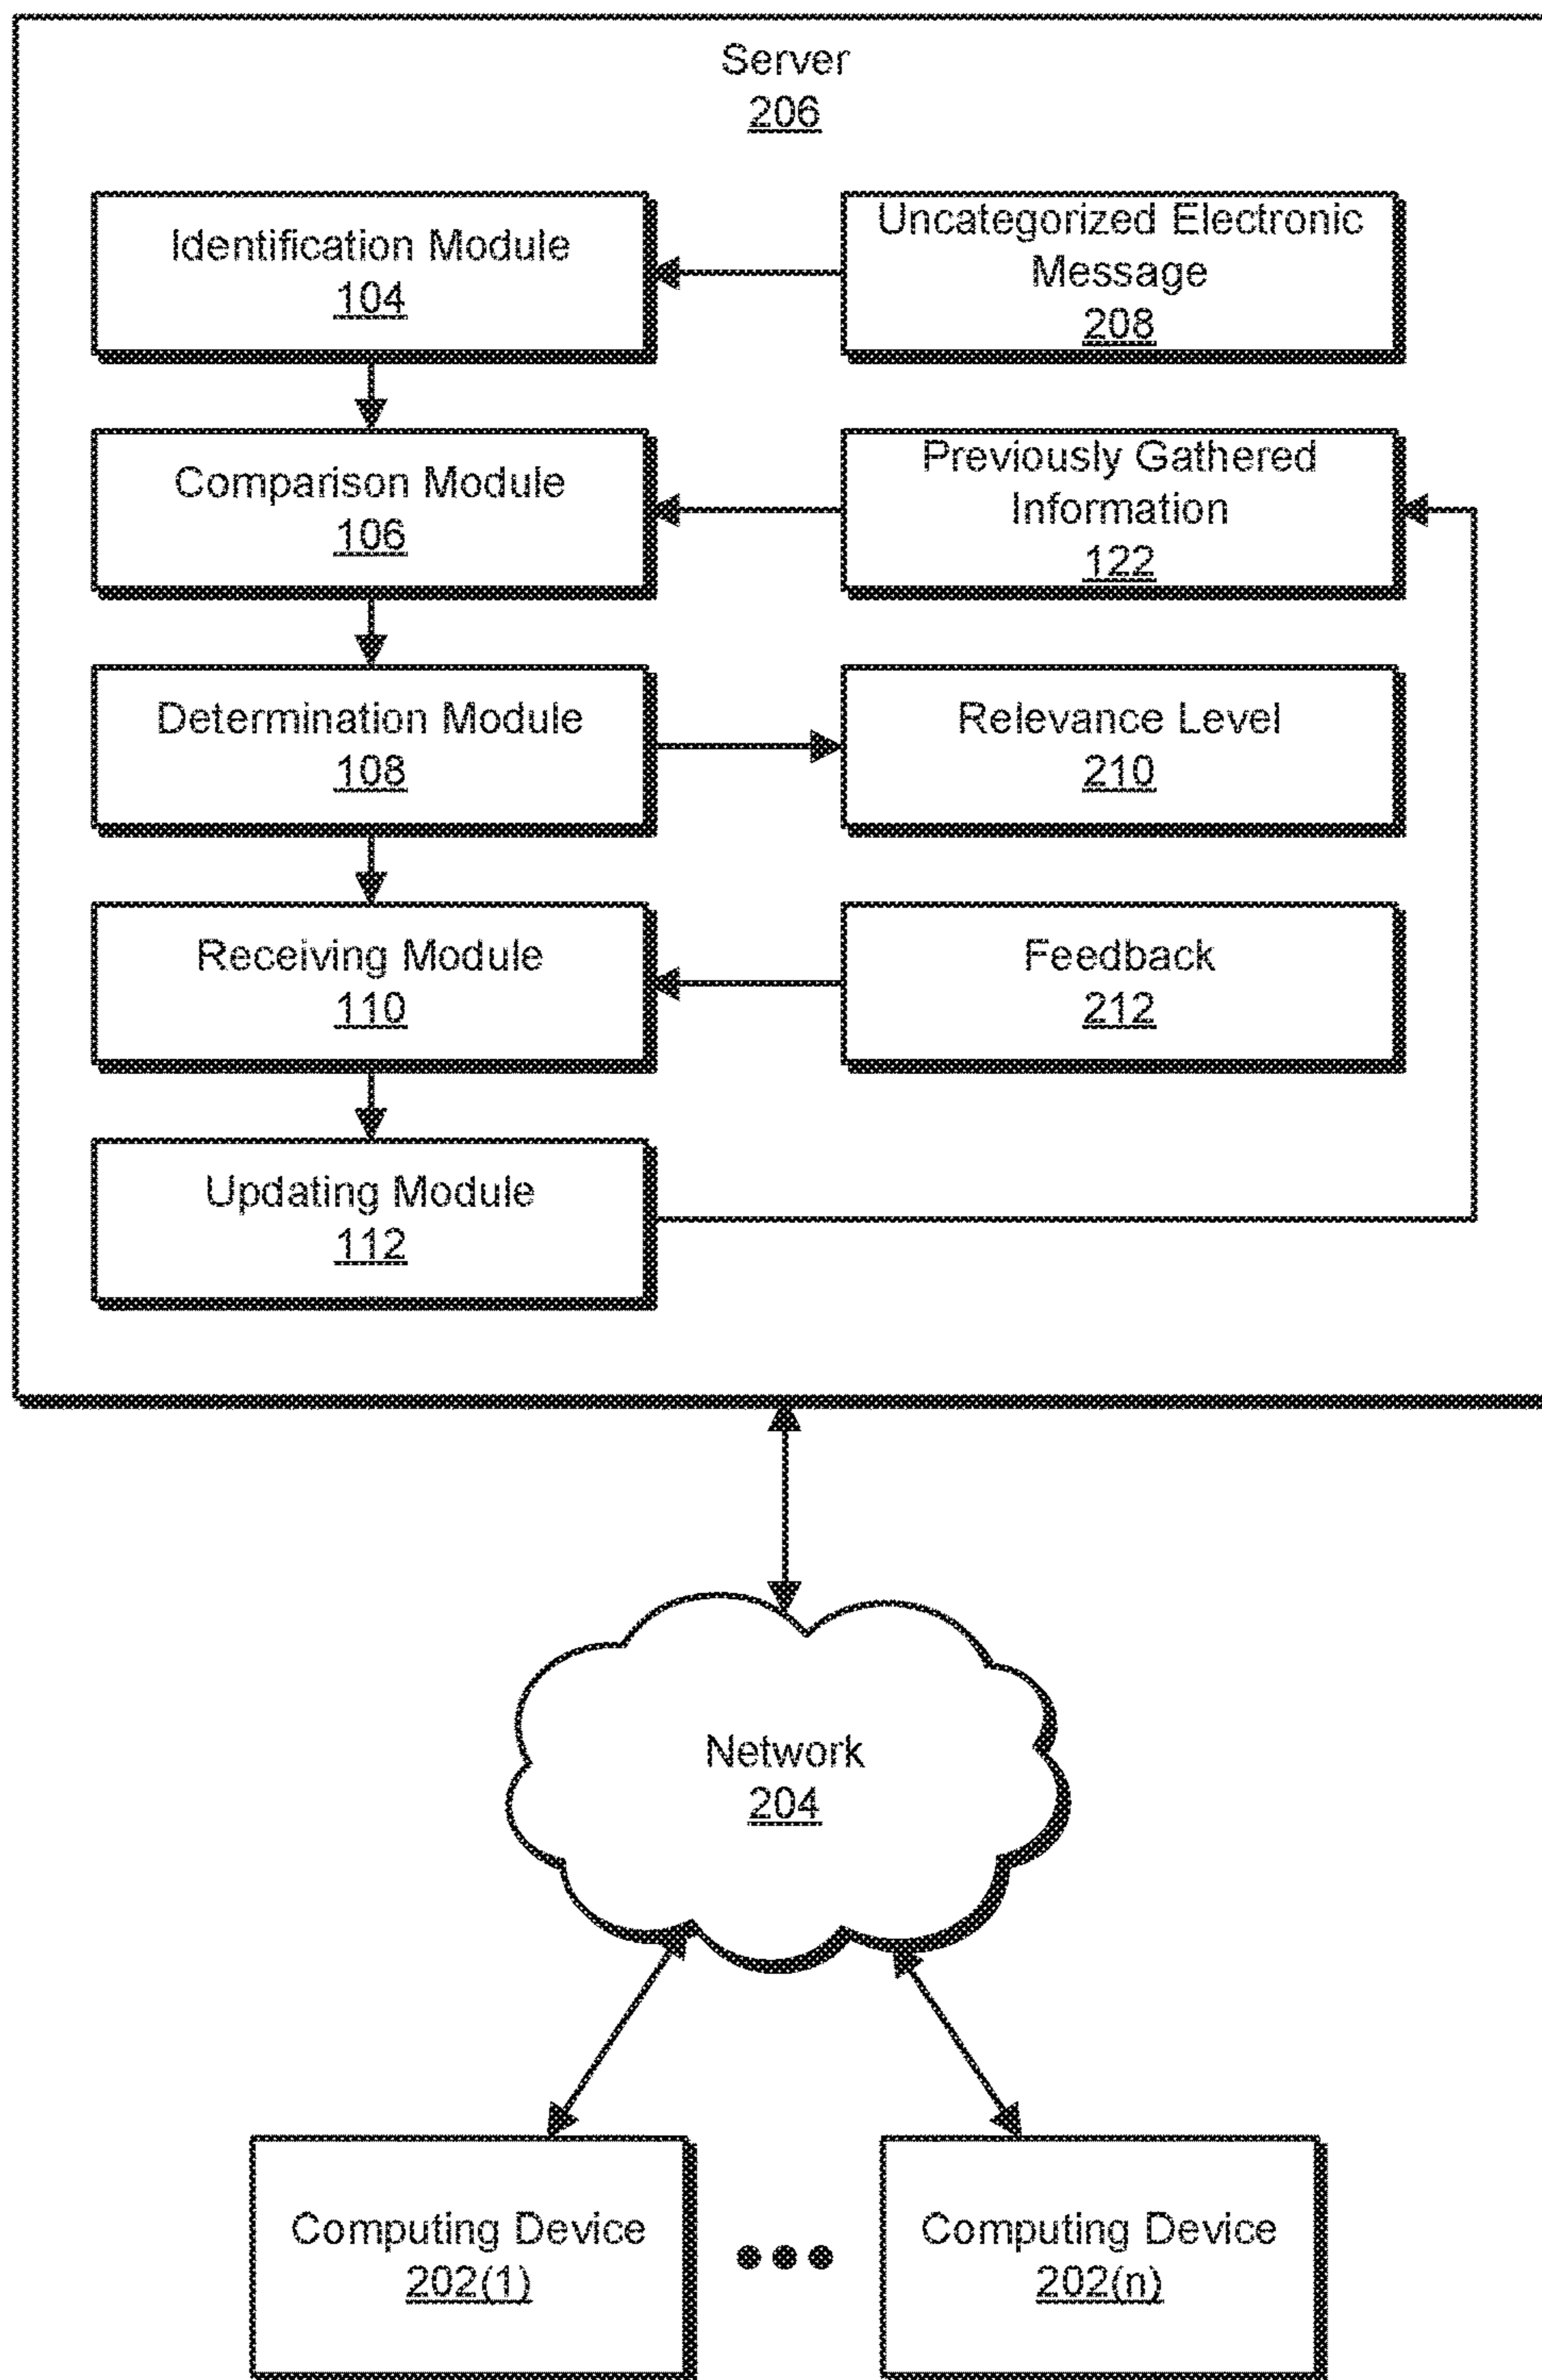 Server
206
Identification Module
104
Uncategorized Electronic
Message
208
Comparison Module
106
Previously Gathered
Information
122
Determination Module
108
Relevance Level
210
Receiving Module
110
Feedback
212
Updating Module
112
Network
204
Computing Device
202(1)
Computing Device
202(n)